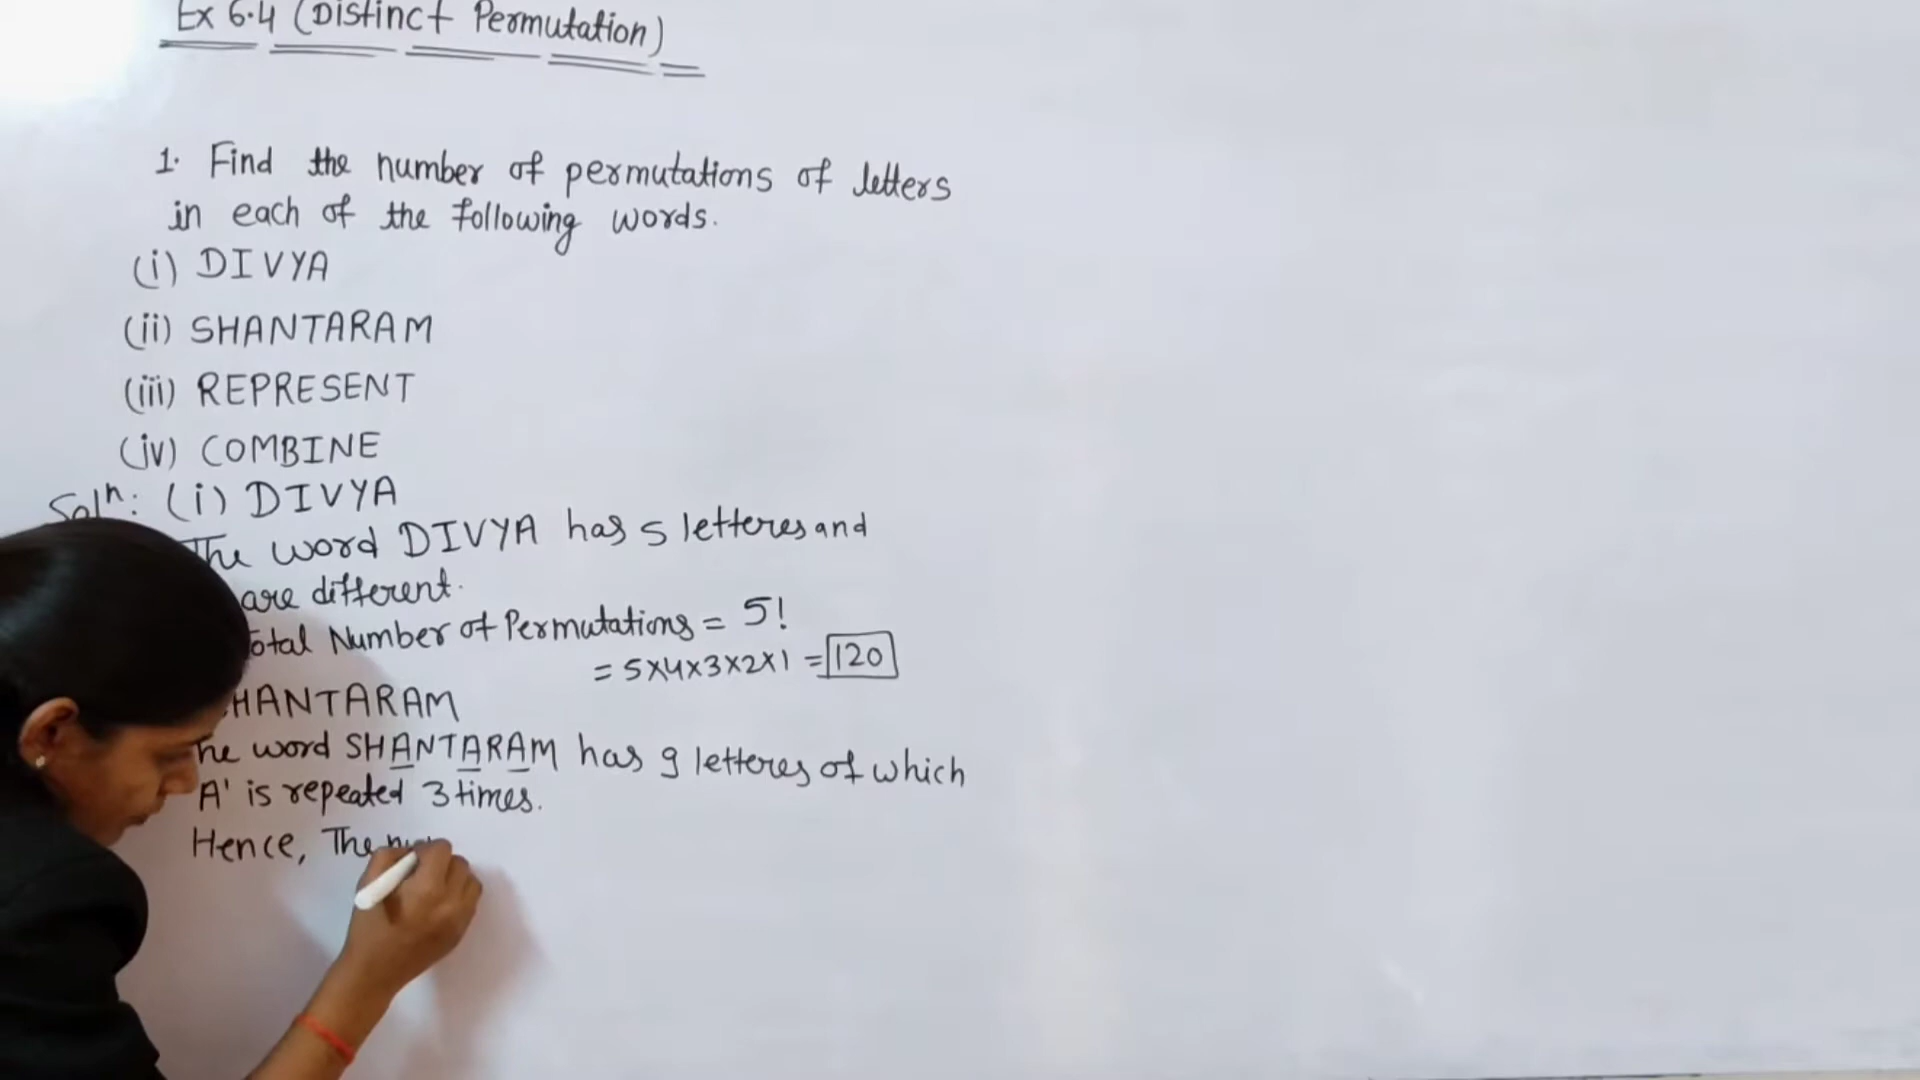 Ex 6.4 (Distinct Permutation)
1. Find the number of permutations of letters
in each of the following words.
(i) DIVYA
(ii) SHANTARAM
(iii) REPRESENT
(iv) COMBINE
Solⁿ: (i) DIVYA
The word DIVYA has 5 letteres and
are different.
otal Number of Permutations = 5!
= 5×4×3×2×1 = 120
HANTARAM
he word SHANTARAM has 9 letteres of which
A' is repeated 3 times.
Hence, The